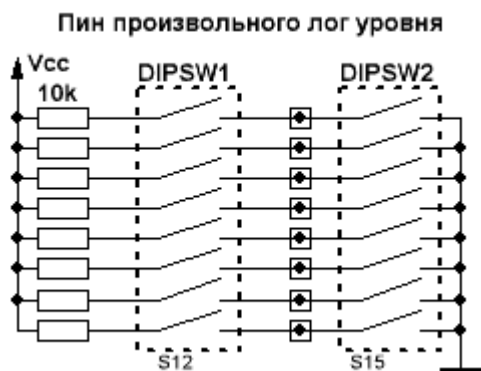 Пин произвольного лог уровня
Vcc
10k
DIPSW1
DIPSW2
S12
S15